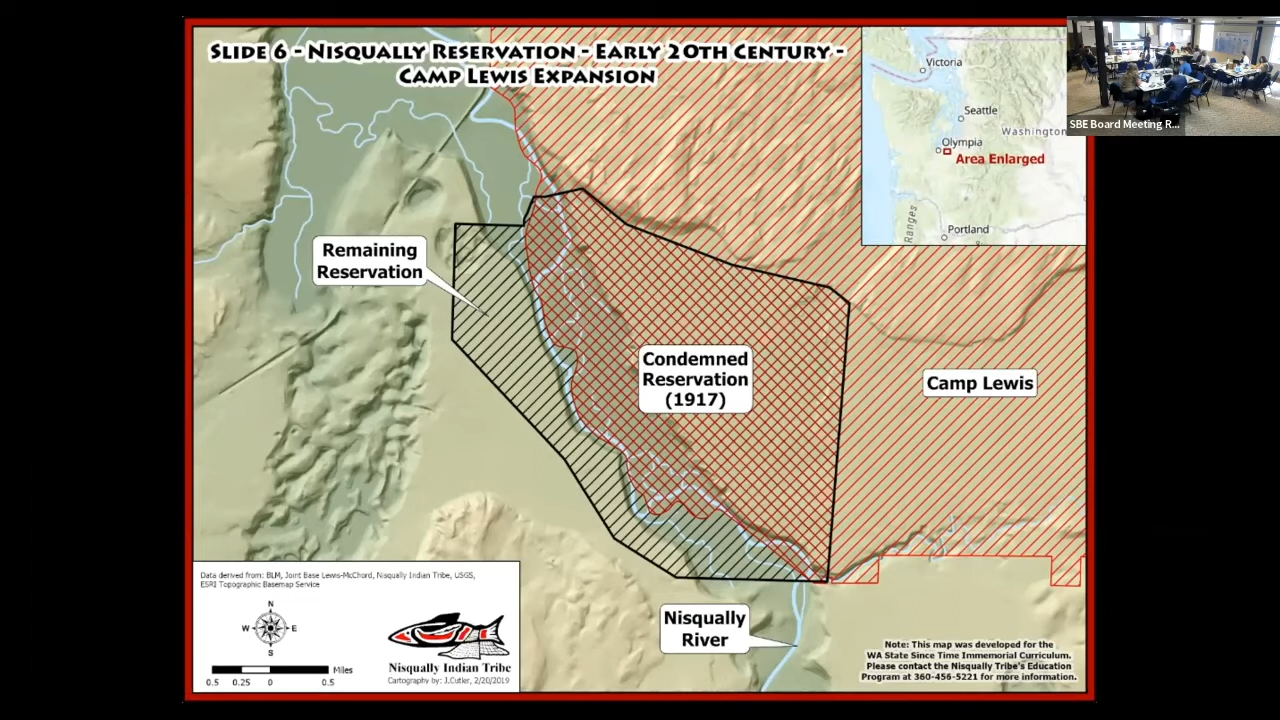 SLIDE 6 - NISQUALLY RESERVATION - EARLY 20TH CENTURY -
CAMP LEWIS EXPANSION
Victoria
Seattle
Washington
Olympia
Area Enlarged
Ranges
Portland
SBE Board Meeting R...
Remaining
Reservation
Condemned
Reservation
(1917)
Camp Lewis
Nisqually
River
Data derived from: BLM, Joint Base Lewis-McChord, Nisqually Indian Tribe, USGS,
ESRI Topographic Basemap Service
N
W
E
S
Miles
0.5 0.25 0 0.5
Nisqually Indian Tribe
Cartography by: J.Cutler, 2/20/2019
Note: This map was developed for the
WA State Since Time Immemorial Curriculum.
Please contact the Nisqually Tribe's Education
Program at 360-456-5221 for more information.